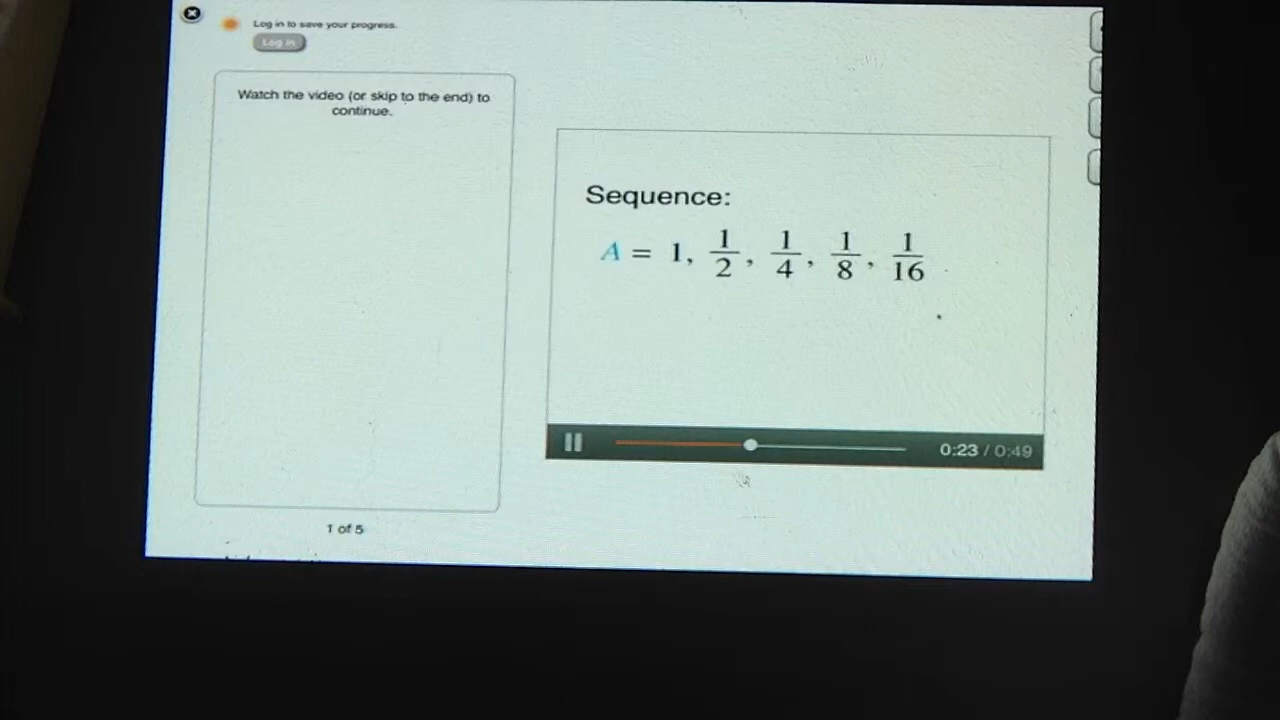 Log in to save your progress.
Log in
Watch the video (or skip to the end) to
continue.
Sequence:
A = 1, 1/2, 1/4, 1/8, 1/16
0:23 / 0:49
1 of 5